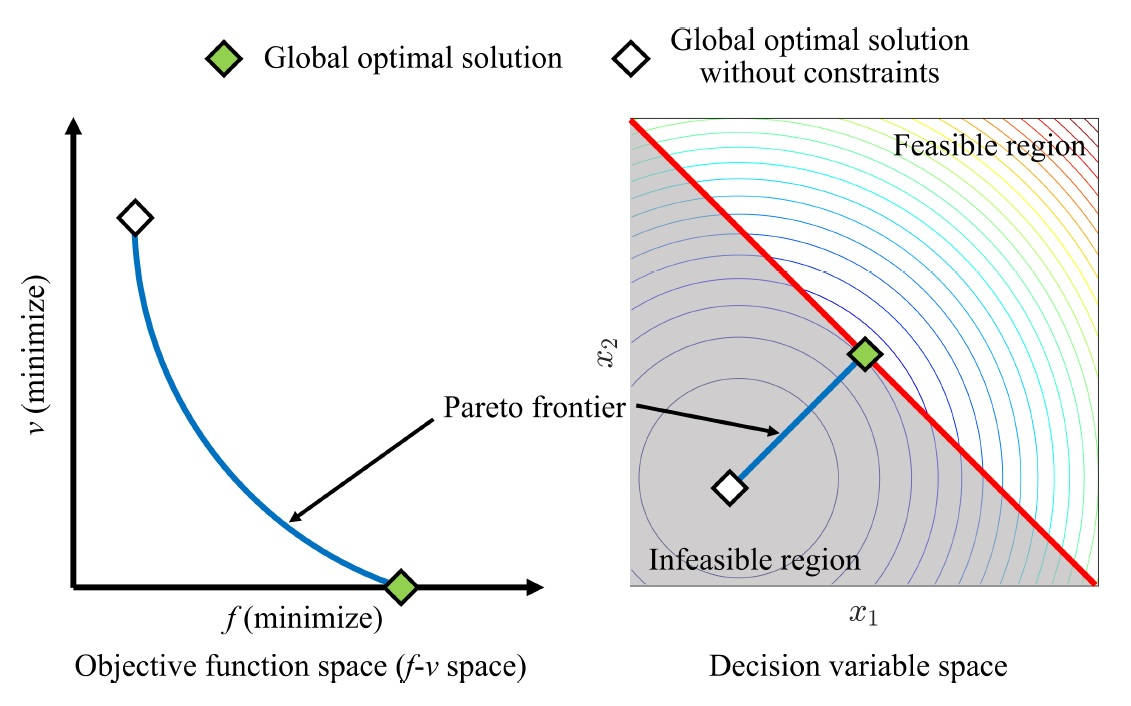 Global optimal solution
Global optimal solution
without constraints
v (minimize)
f (minimize)
Objective function space (f-v space)
Pareto frontier
Feasible region
Infeasible region
x₂
x₁
Decision variable space